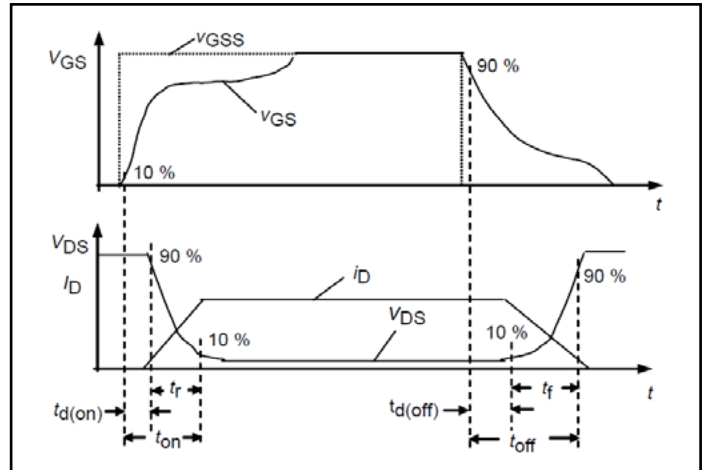 vGSS
VGS
90 %
vGS
10 %
t
VDS
90 %
ID
iD
VDS
90 %
10 %
10 %
tr
tf
t
td(on)
td(off)
ton
toff